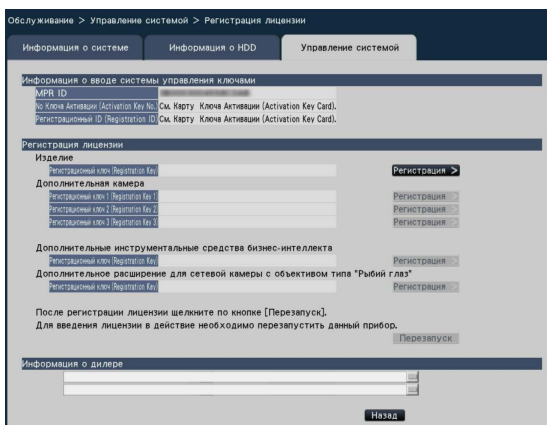 Обслуживание > Управление системой > Регистрация лицензии
Информация о системе Информация о HDD Управление системой
Информация о вводе системы управления ключами
MPR ID
No Ключа Активации (Activation Key No.) См. Карту Ключа Активации (Activation Key Card).
Регистрационный ID (Registration ID) См. Карту Ключа Активации (Activation Key Card).
Регистрация лицензии
Изделие
Регистрационный ключ (Registration Key) Регистрация >
Дополнительная камера
Регистрационный ключ 1 (Registration Key 1) Регистрация >
Регистрационный ключ 2 (Registration Key 2) Регистрация >
Регистрационный ключ 3 (Registration Key 3) Регистрация >
Дополнительные инструментальные средства бизнес-интеллекта
Регистрационный ключ (Registration Key) Регистрация >
Дополнительное расширение для сетевой камеры с объективом типа "Рыбий глаз"
Регистрационный ключ (Registration Key) Регистрация >
После регистрации лицензии щелкните по кнопке [Перезапуск].
Для введения лицензии в действие необходимо перезапустить данный прибор.
Перезапуск
Информация о дилере
Назад